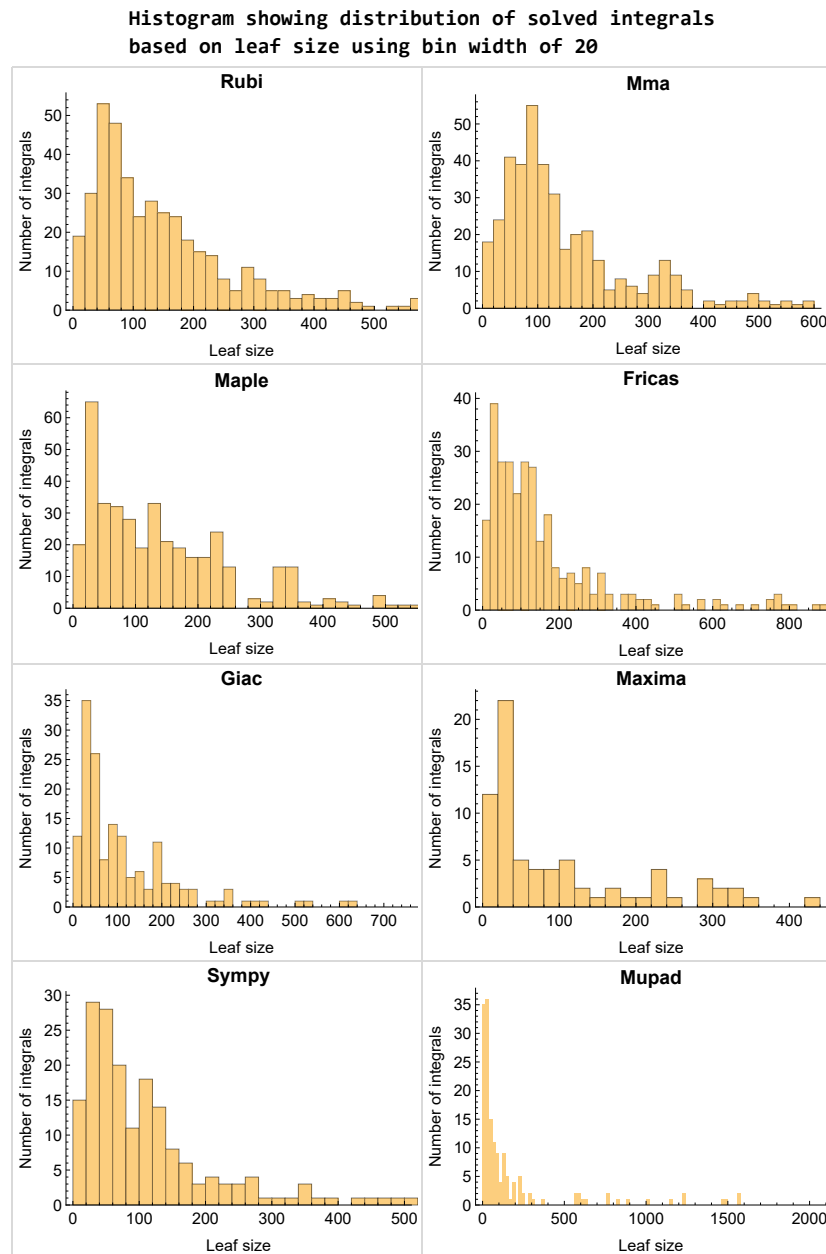 Histogram showing distribution of solved integrals
based on leaf size using bin width of 20
Rubi
Number of integrals
50
40
30
20
10
0
0 100 200 300 400 500
Leaf size
Mma
Number of integrals
50
40
30
20
10
0
0 100 200 300 400 500 600
Leaf size
Maple
Number of integrals
60
50
40
30
20
10
0
0 100 200 300 400 500
Leaf size
Fricas
Number of integrals
40
30
20
10
0
0 200 400 600 800
Leaf size
Giac
Number of integrals
35
30
25
20
15
10
5
0
0 100 200 300 400 500 600 700
Leaf size
Maxima
Number of integrals
20
15
10
5
0
0 100 200 300 400
Leaf size
Sympy
Number of integrals
30
25
20
15
10
5
0
0 100 200 300 400 500
Leaf size
Mupad
Number of integrals
35
30
25
20
15
10
5
0
0 500 1000 1500 2000
Leaf size